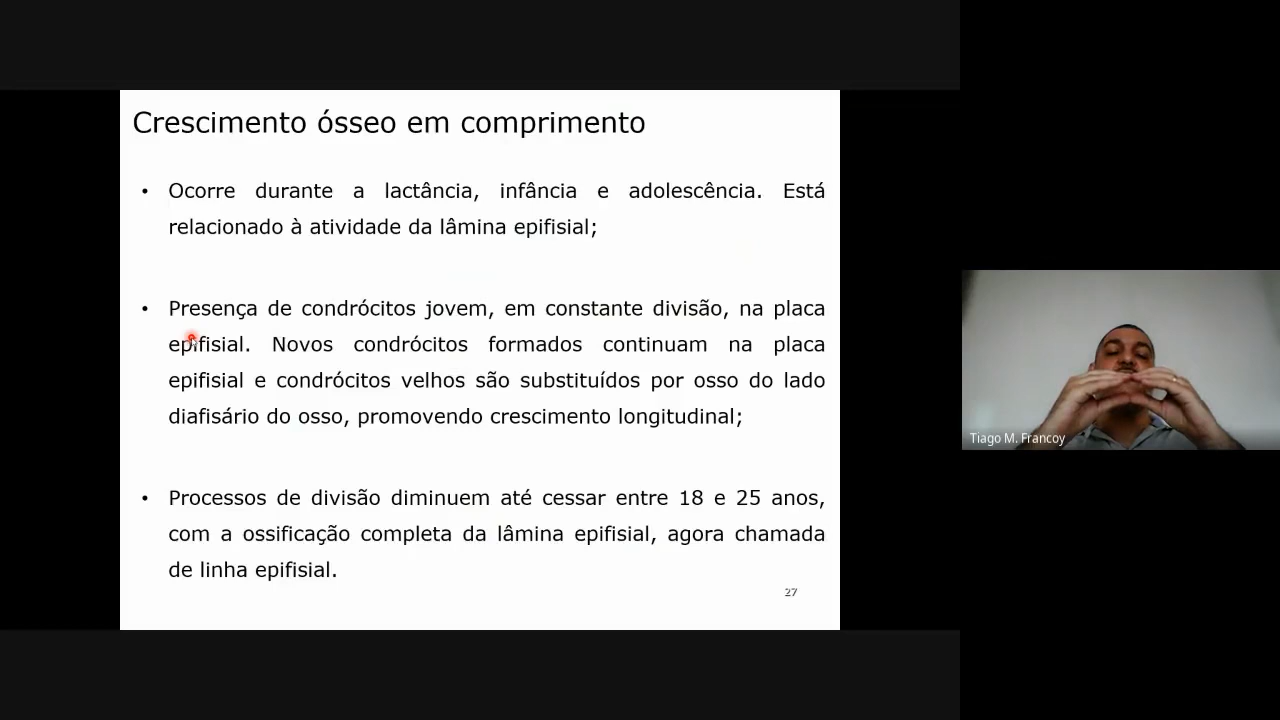 Crescimento ósseo em comprimento
• Ocorre durante a lactância, infância e adolescência. Está
relacionado à atividade da lâmina epifisial;
• Presença de condrócitos jovem, em constante divisão, na placa
epifisial. Novos condrócitos formados continuam na placa
epifisial e condrócitos velhos são substituídos por osso do lado
diafisário do osso, promovendo crescimento longitudinal;
• Processos de divisão diminuem até cessar entre 18 e 25 anos,
com a ossificação completa da lâmina epifisial, agora chamada
de linha epifisial.
27
Tiago M. Francoy